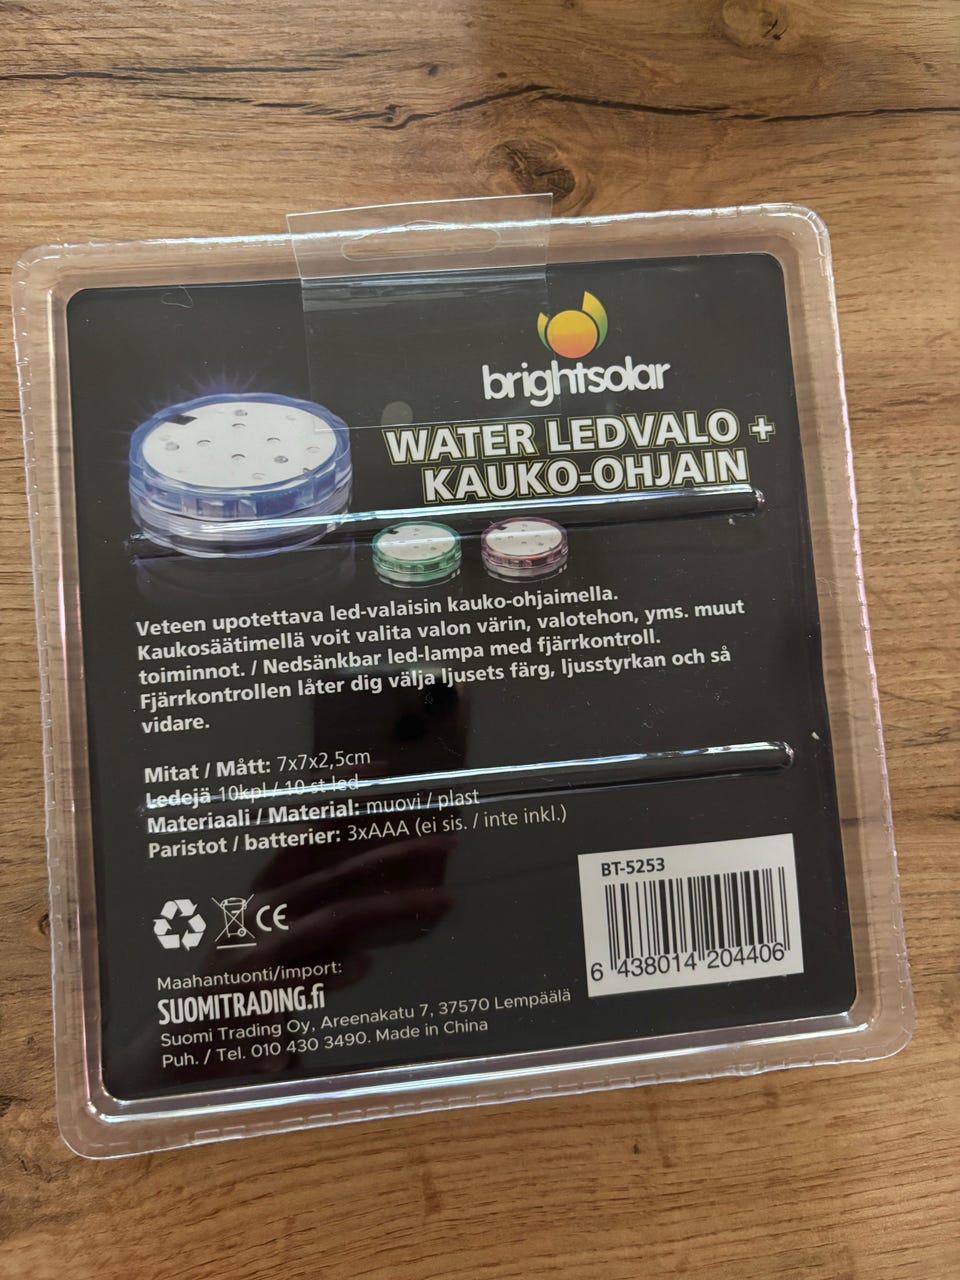 brightsolar
WATER LEDVALO +
KAUKO-OHJAIN
Veteen upotettava led-valaisin kauko-ohjaimella.
Kaukosäätimellä voit valita valon värin, valotehon, yms. muut
toiminnot. / Nedsänkbar led-lampa med fjärrkontroll.
Fjärrkontrollen låter dig välja ljusets färg, ljusstyrkan och så
vidare.
Mitat / Mått: 7x7x2,5cm
Ledejä 10kpl / 10 st led
Materiaali / Material: muovi / plast
Paristot / batterier: 3xAAA (ei sis. / inte inkl.)
BT-5253
6 438014 204406
CE
Maahantuonti/import:
SUOMITRADING.fi
Suomi Trading Oy, Areenakatu 7, 37570 Lempäälä
Puh. / Tel. 010 430 3490. Made in China